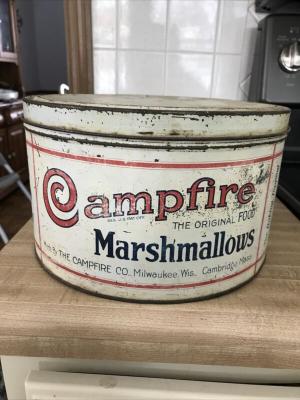 Campfire
REG. U.S. PAT. OFF.
THE ORIGINAL FOOD
Marshmallows
THE CAMPFIRE CO. Milwaukee, Wis. Cambridge Mass.